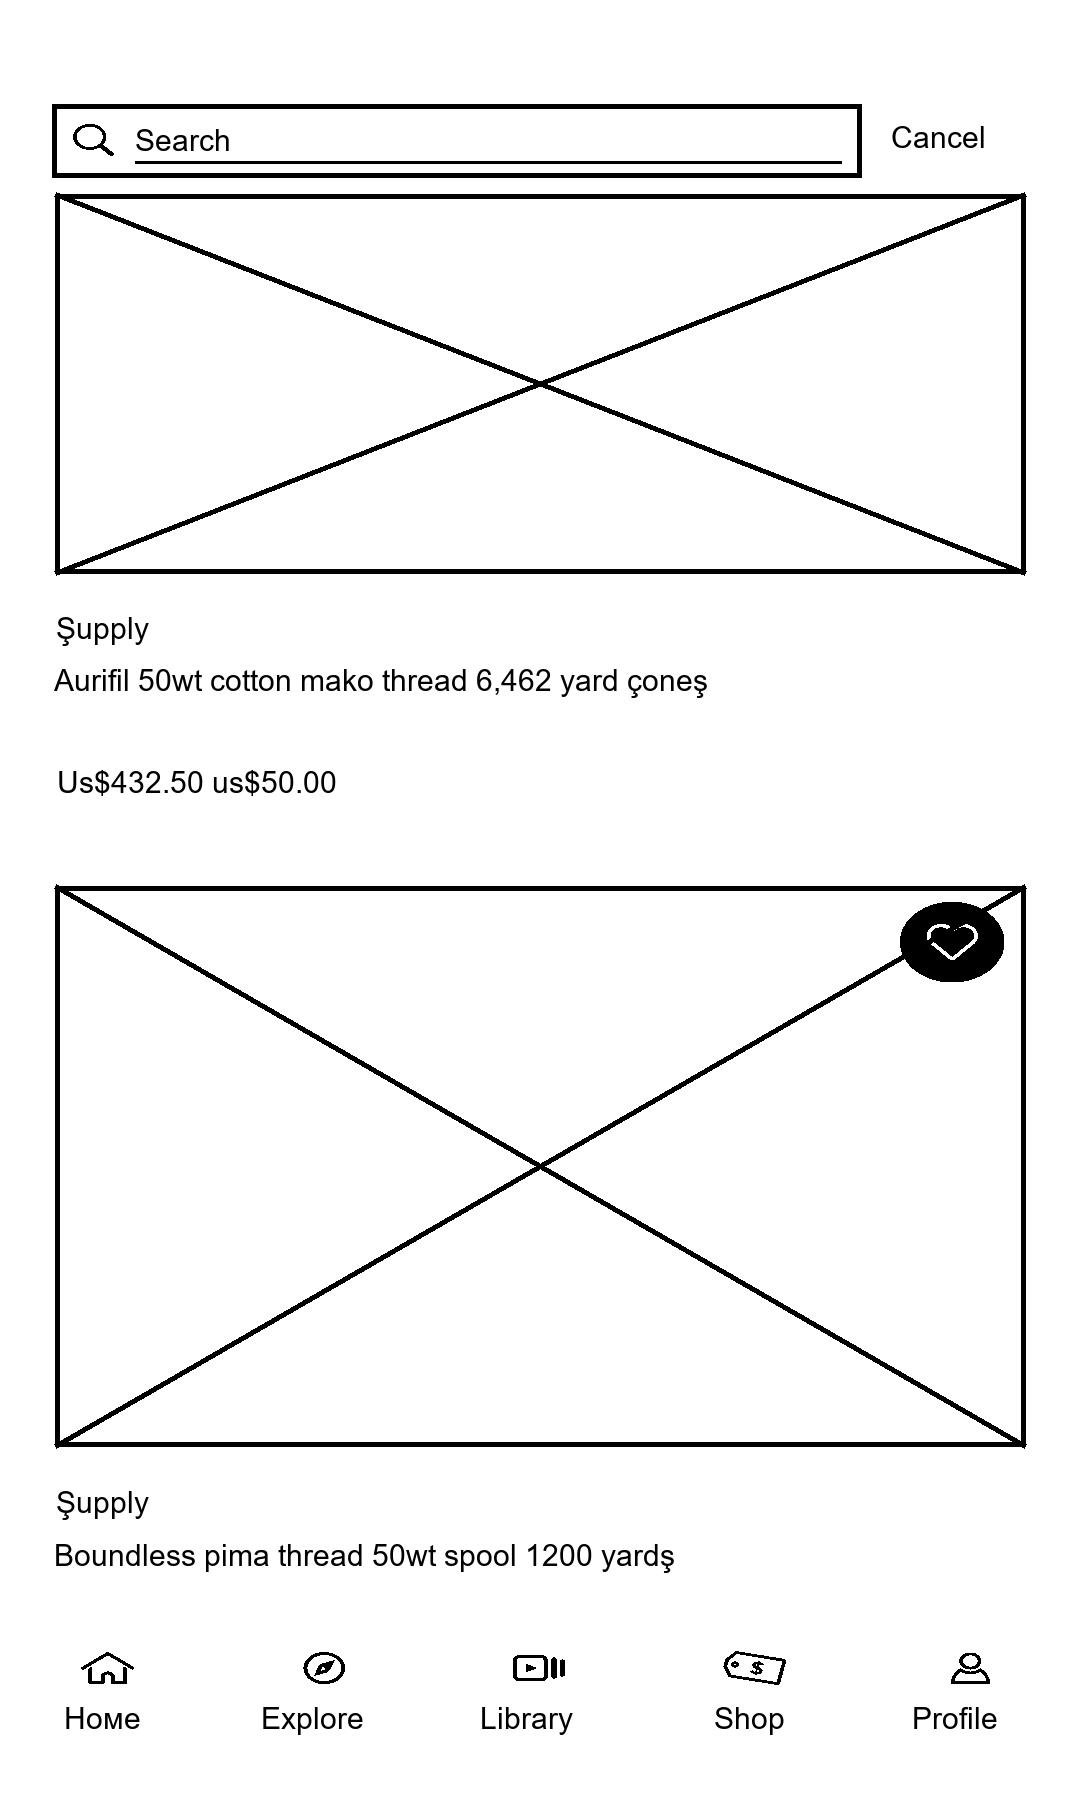 Search
Cancel
Şupply
Aurifil 50wt cotton mako thread 6,462 yard çoneş
Us$432.50 us$50.00
Şupply
Boundless pima thread 50wt spool 1200 yardş
$
Hoмe
Explore
Library
Shop
Profile